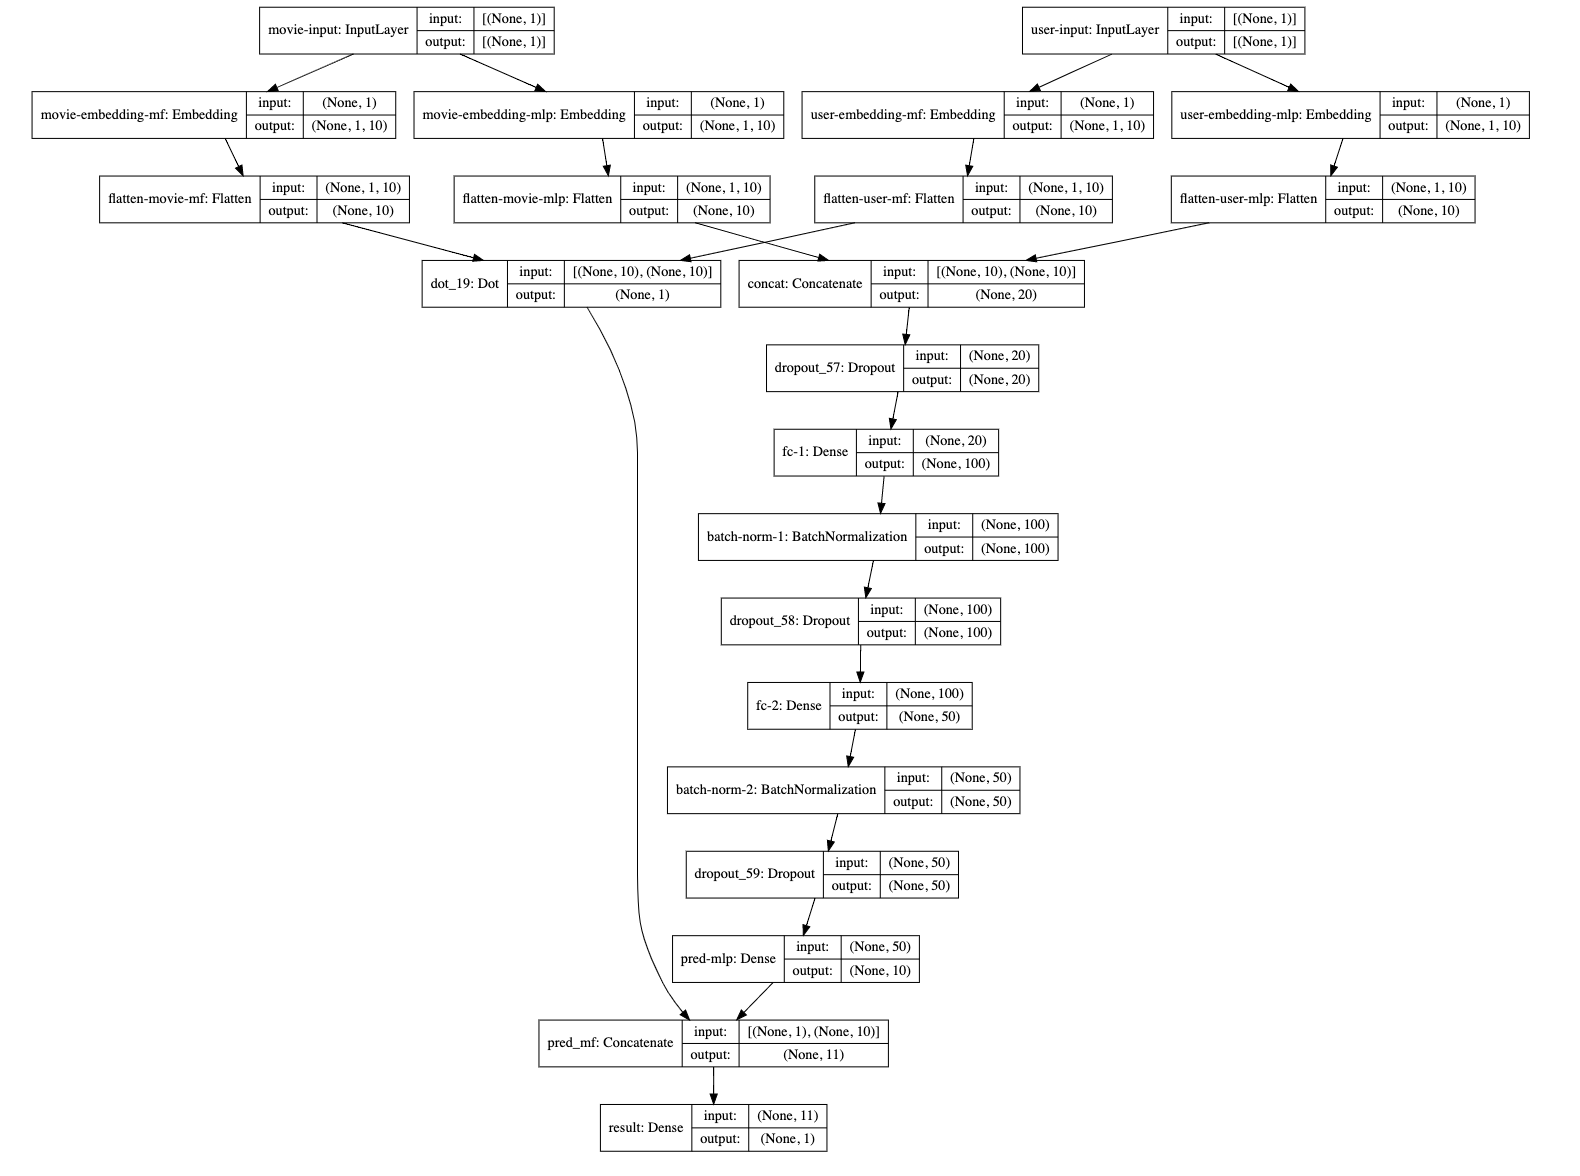 movie-input: InputLayer input: [(None, 1)]
output: [(None, 1)]
user-input: InputLayer input: [(None, 1)]
output: [(None, 1)]
movie-embedding-mf: Embedding input: (None, 1)
output: (None, 1, 10)
movie-embedding-mlp: Embedding input: (None, 1)
output: (None, 1, 10)
user-embedding-mf: Embedding input: (None, 1)
output: (None, 1, 10)
user-embedding-mlp: Embedding input: (None, 1)
output: (None, 1, 10)
flatten-movie-mf: Flatten input: (None, 1, 10)
output: (None, 10)
flatten-movie-mlp: Flatten input: (None, 1, 10)
output: (None, 10)
flatten-user-mf: Flatten input: (None, 1, 10)
output: (None, 10)
flatten-user-mlp: Flatten input: (None, 1, 10)
output: (None, 10)
dot_19: Dot input: [(None, 10), (None, 10)]
output: (None, 1)
concat: Concatenate input: [(None, 10), (None, 10)]
output: (None, 20)
dropout_57: Dropout input: (None, 20)
output: (None, 20)
fc-1: Dense input: (None, 20)
output: (None, 100)
batch-norm-1: BatchNormalization input: (None, 100)
output: (None, 100)
dropout_58: Dropout input: (None, 100)
output: (None, 100)
fc-2: Dense input: (None, 100)
output: (None, 50)
batch-norm-2: BatchNormalization input: (None, 50)
output: (None, 50)
dropout_59: Dropout input: (None, 50)
output: (None, 50)
pred-mlp: Dense input: (None, 50)
output: (None, 10)
pred_mf: Concatenate input: [(None, 1), (None, 10)]
output: (None, 11)
result: Dense input: (None, 11)
output: (None, 1)